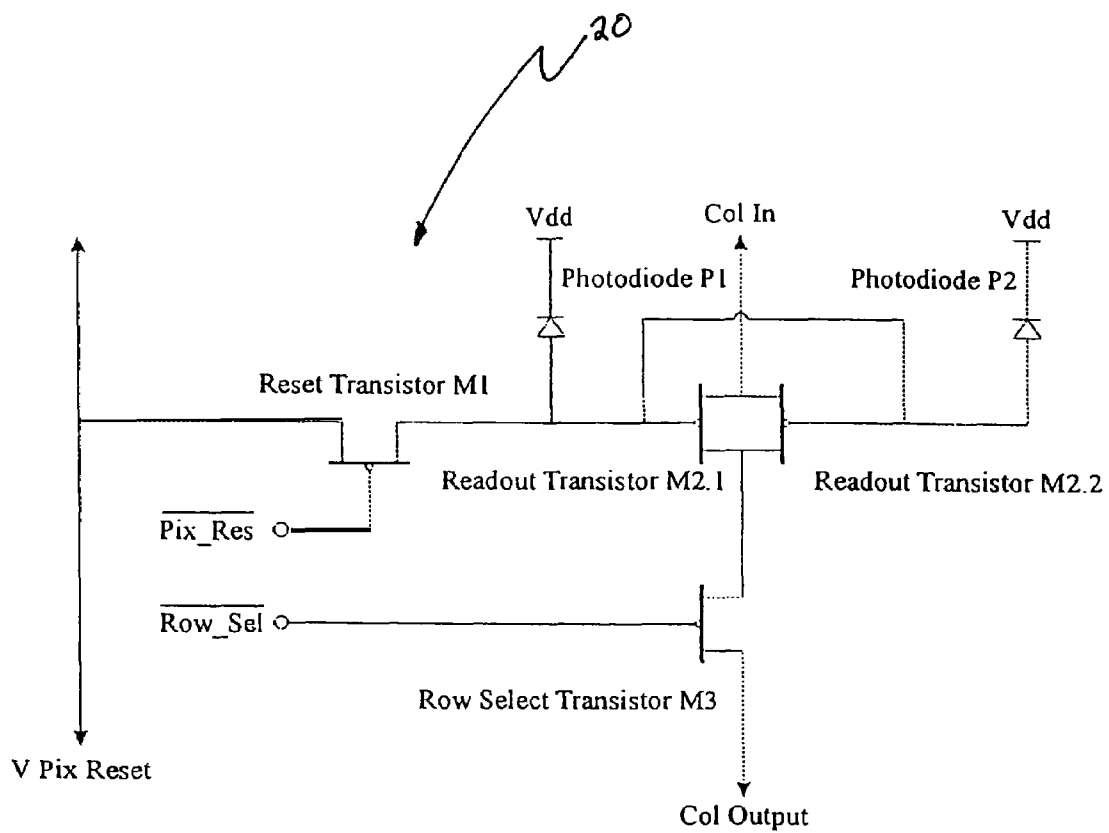 20
Vdd
Col In
Vdd
Photodiode P1
Photodiode P2
Reset Transistor M1
Readout Transistor M2.1
Readout Transistor M2.2
Pix_Res
Row_Sel
Row Select Transistor M3
V Pix Reset
Col Output